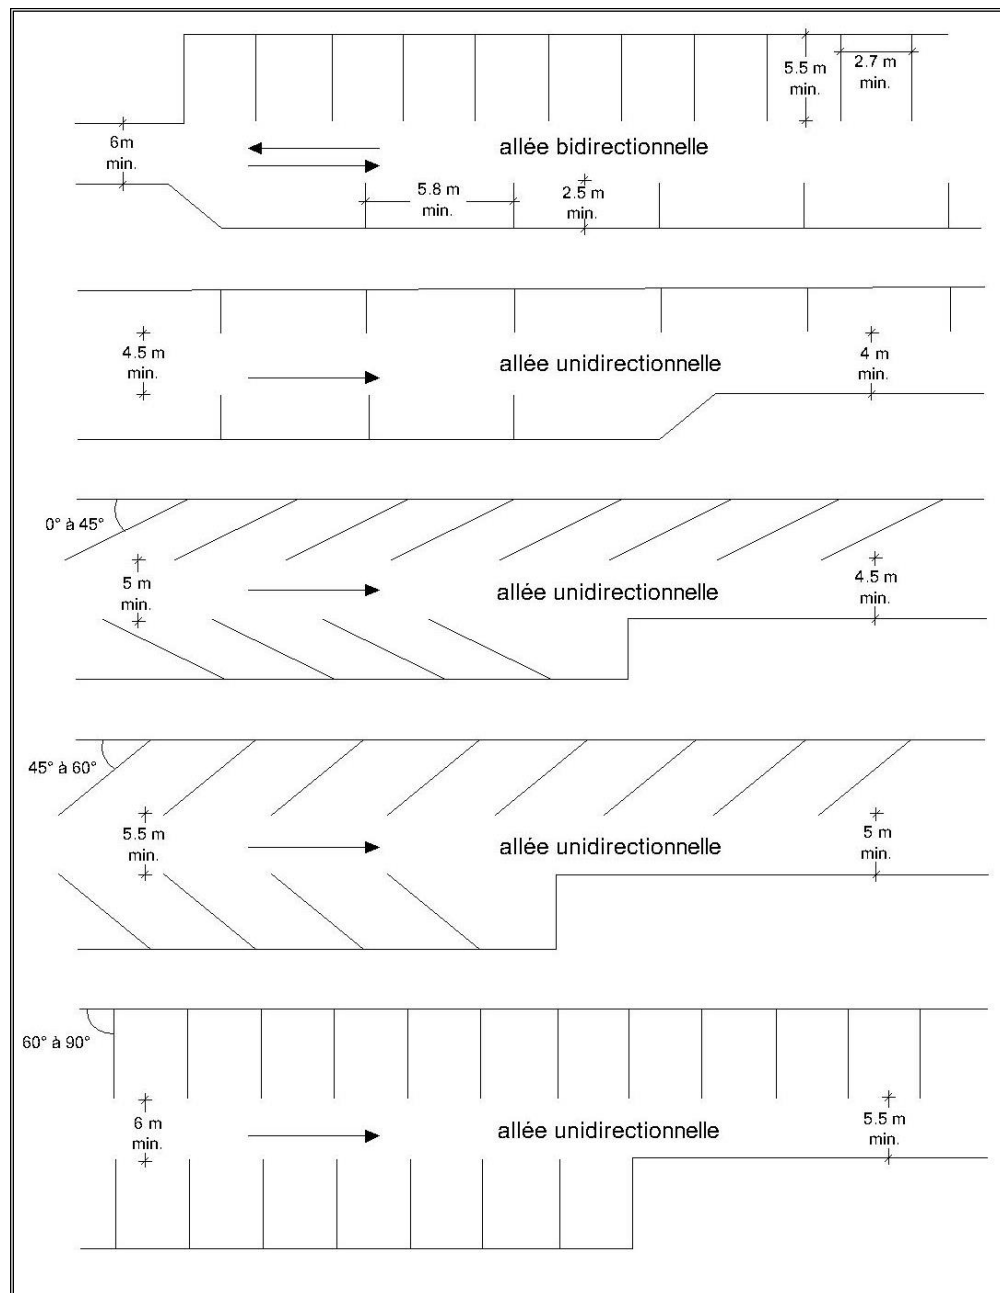 5.5 m
min.
2.7 m
min.
6m
min.
allée bidirectionnelle
5.8 m
min.
2.5 m
min.
4.5 m
min.
allée unidirectionnelle
4 m
min.
0° à 45°
5 m
min.
allée unidirectionnelle
4.5 m
min.
45° à 60°
5.5 m
min.
allée unidirectionnelle
5 m
min.
60° à 90°
6 m
min.
allée unidirectionnelle
5.5 m
min.